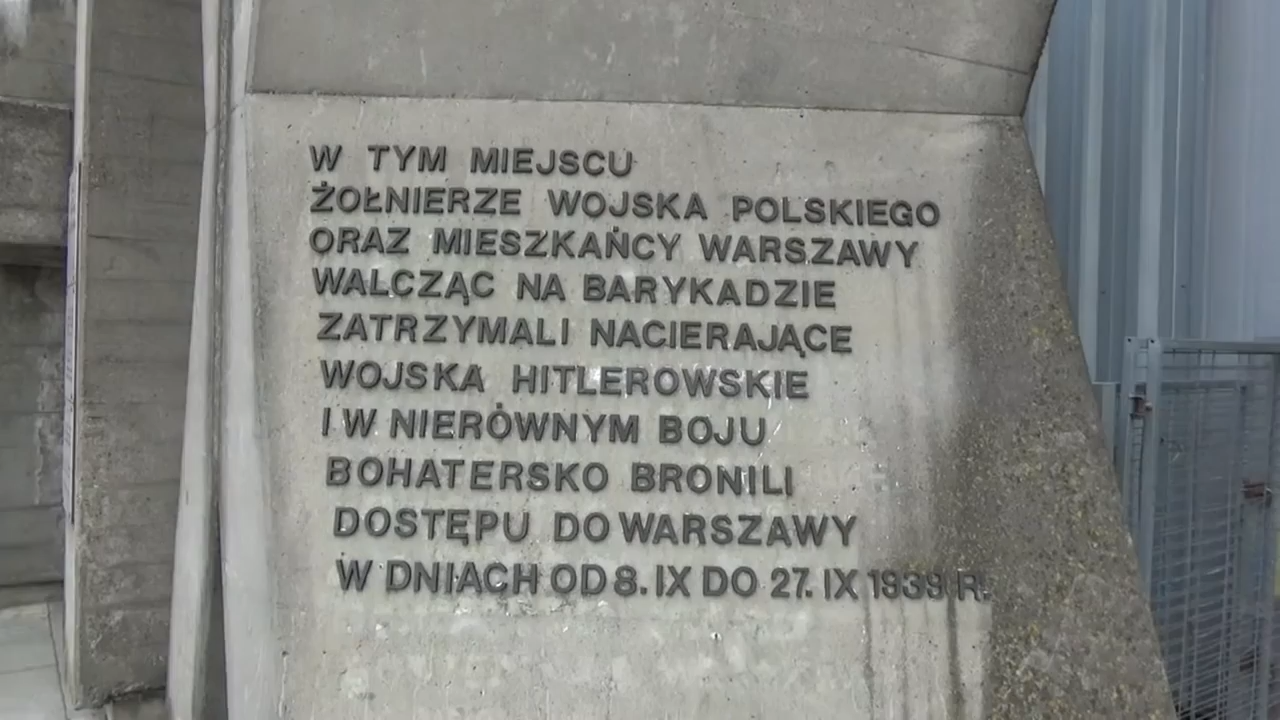 W TYM MIEJSCU
ŻOŁNIERZE WOJSKA POLSKIEGO
ORAZ MIESZKAŃCY WARSZAWY
WALCZĄC NA BARYKADZIE
ZATRZYMALI NACIERAJĄCE
WOJSKA HITLEROWSKIE
I W NIERÓWNYM BOJU
BOHATERSKO BRONILI
DOSTĘPU DO WARSZAWY
W DNIACH OD 8. IX DO 27. IX 1939 R.